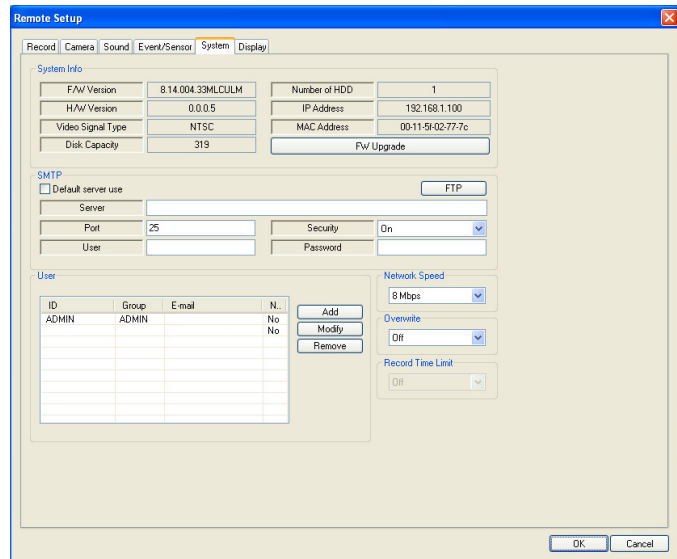 Remote Setup
Record Camera Sound Event/Sensor System Display
System Info
F/W Version 8.14.004.33MLCULM Number of HDD 1
H/W Version 0.0.0.5 IP Address 192.168.1.100
Video Signal Type NTSC MAC Address 00-11-5f-02-77-7c
Disk Capacity 319 FW Upgrade
SMTP
Default server use FTP
Server
Port 25 Security On
User Password
User Network Speed
8 Mbps
ID Group E-mail N.. Add
ADMIN ADMIN No
No Modify
Remove
Overwrite
Off
Record Time Limit
Off
OK Cancel